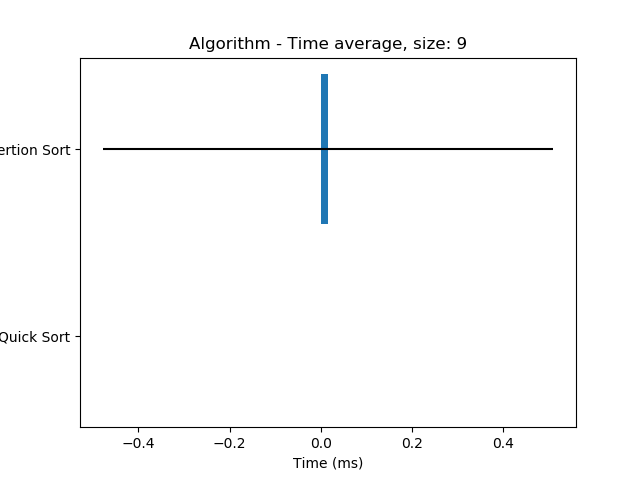 Algorithm - Time average, size: 9
ertion Sort
Quick Sort
−0.4 −0.2 0.0 0.2 0.4
Time (ms)